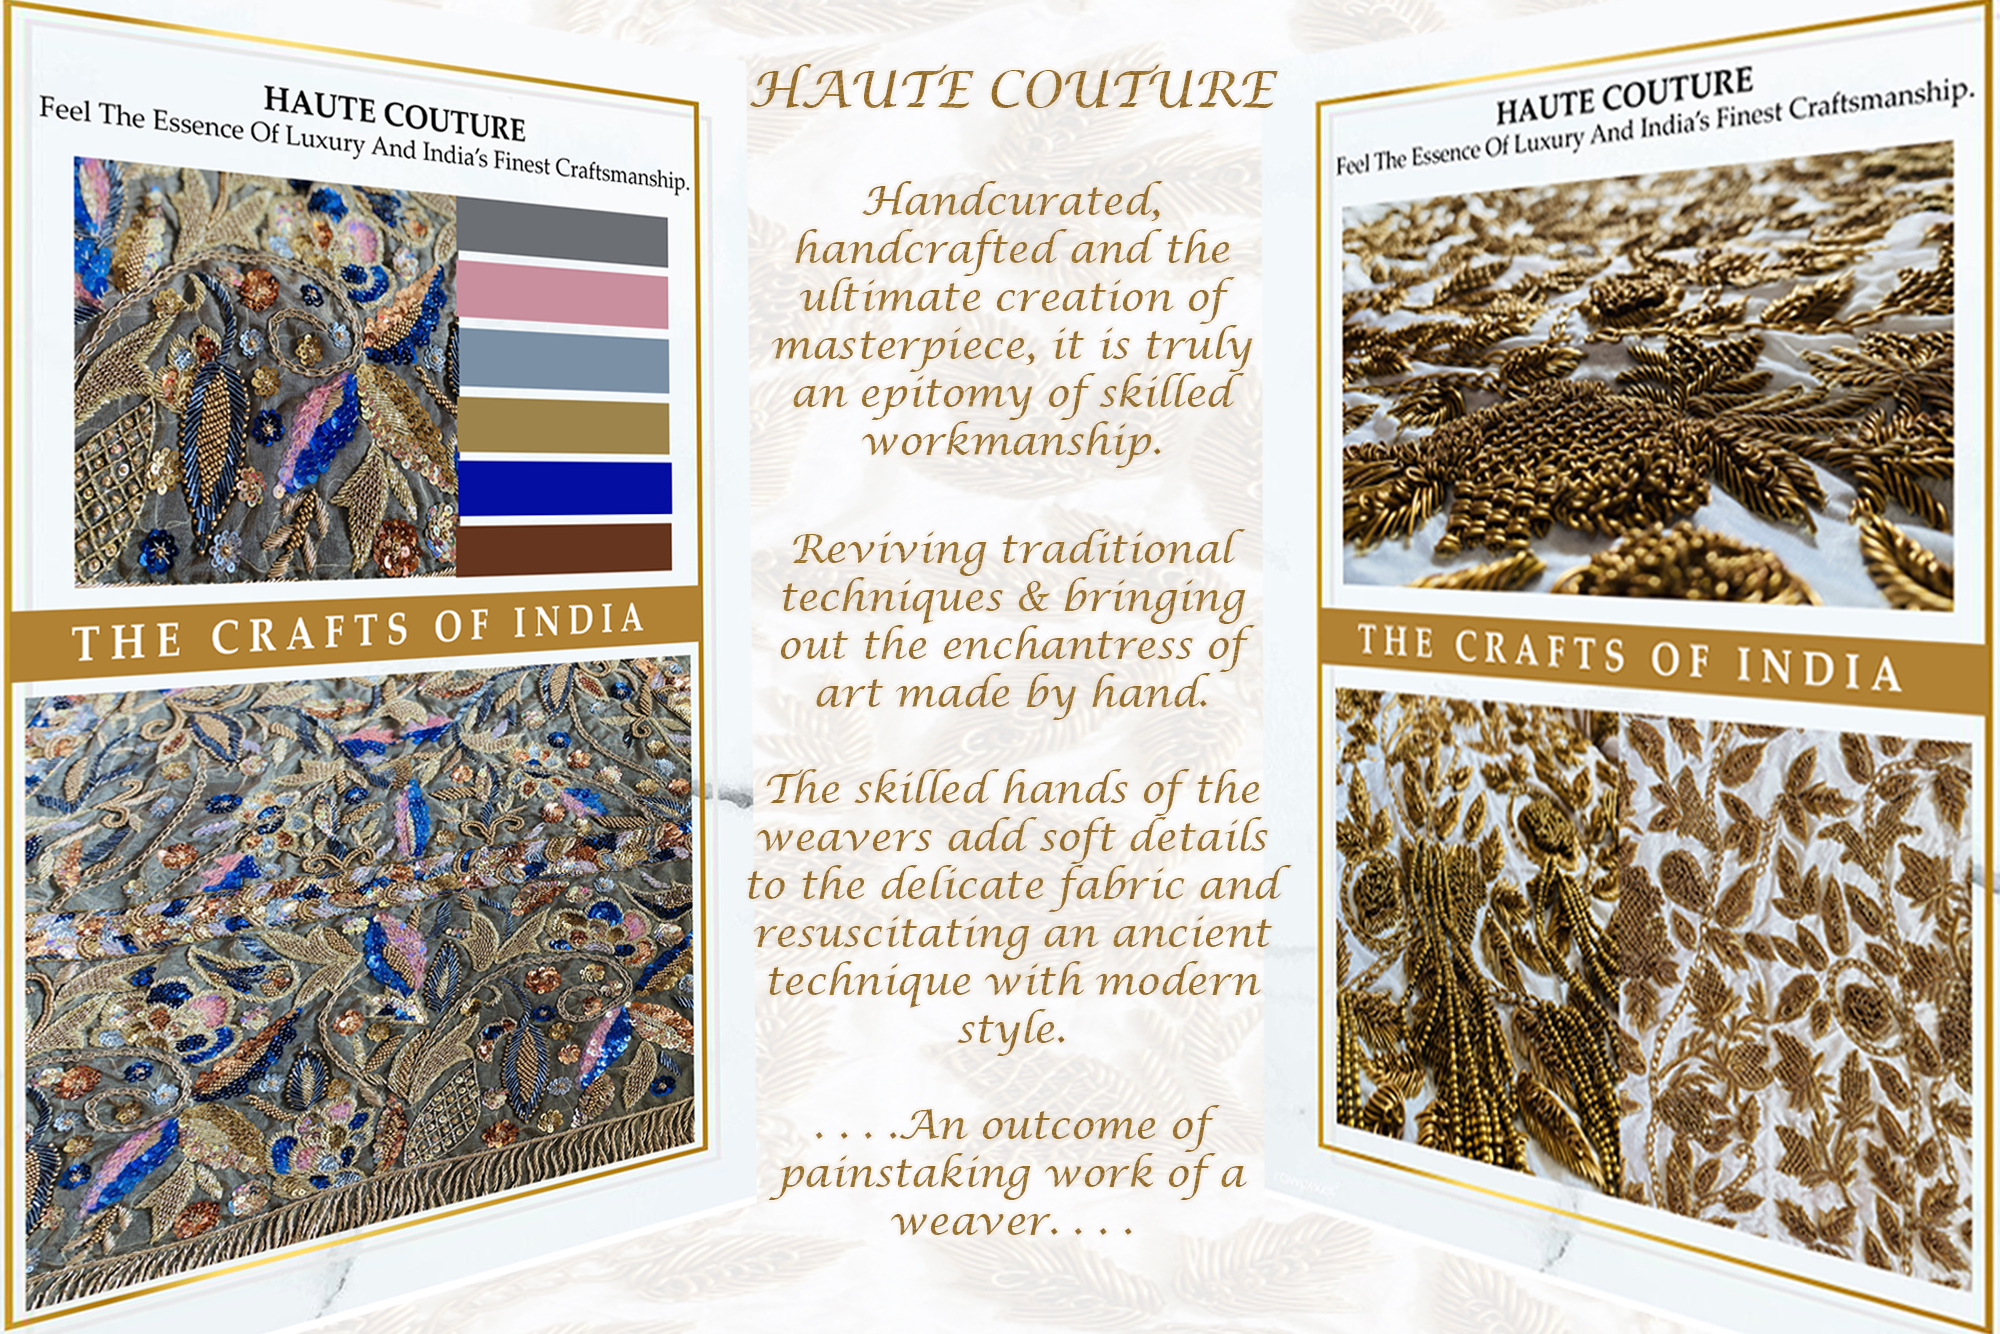 HAUTE COUTURE
Feel The Essence Of Luxury And India's Finest Craftsmanship.
THE CRAFTS OF INDIA
HAUTE COUTURE
Handcurated,
handcrafted and the
ultimate creation of
masterpiece, it is truly
an epitomy of skilled
workmanship.
Reviving traditional
techniques & bringing
out the enchantress of
art made by hand.
The skilled hands of the
weavers add soft details
to the delicate fabric and
resuscitating an ancient
technique with modern
style.
. . . .An outcome of
painstaking work of a
weaver. . . .
HAUTE COUTURE
Feel The Essence Of Luxury And India's Finest Craftsmanship.
THE CRAFTS OF INDIA